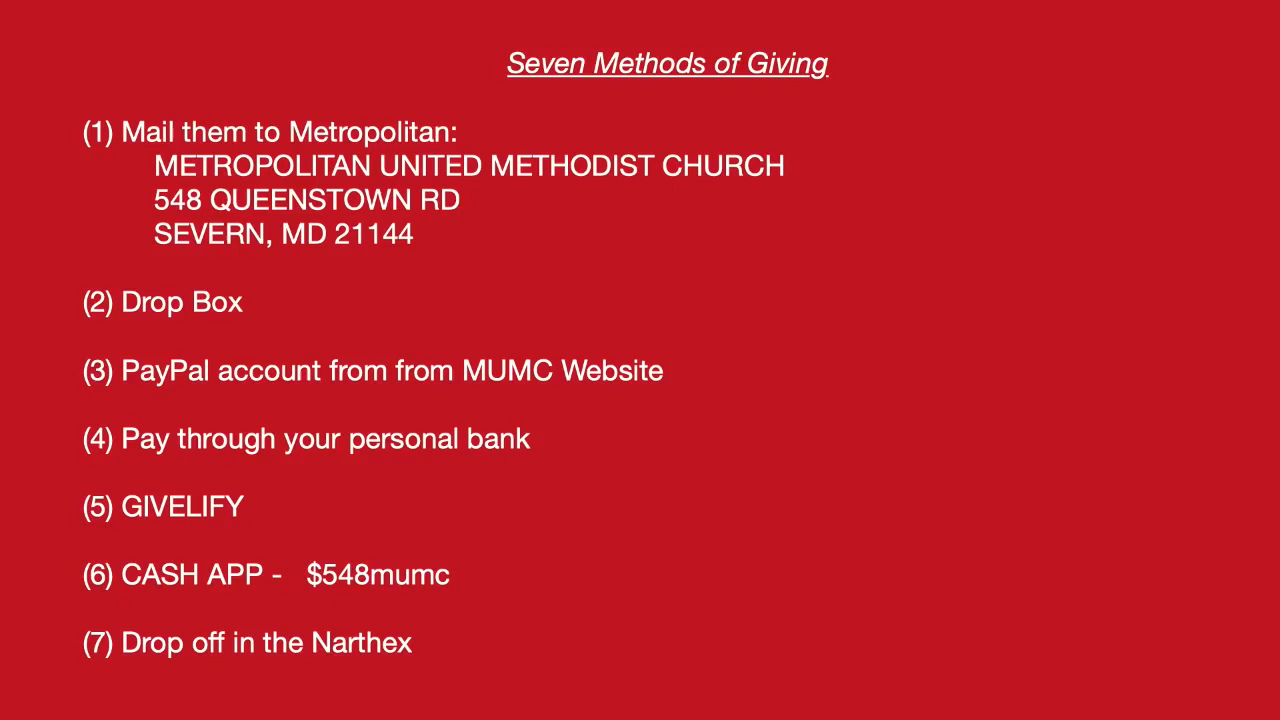 Seven Methods of Giving
(1) Mail them to Metropolitan:
METROPOLITAN UNITED METHODIST CHURCH
548 QUEENSTOWN RD
SEVERN, MD 21144
(2) Drop Box
(3) PayPal account from from MUMC Website
(4) Pay through your personal bank
(5) GIVELIFY
(6) CASH APP -   $548mumc
(7) Drop off in the Narthex